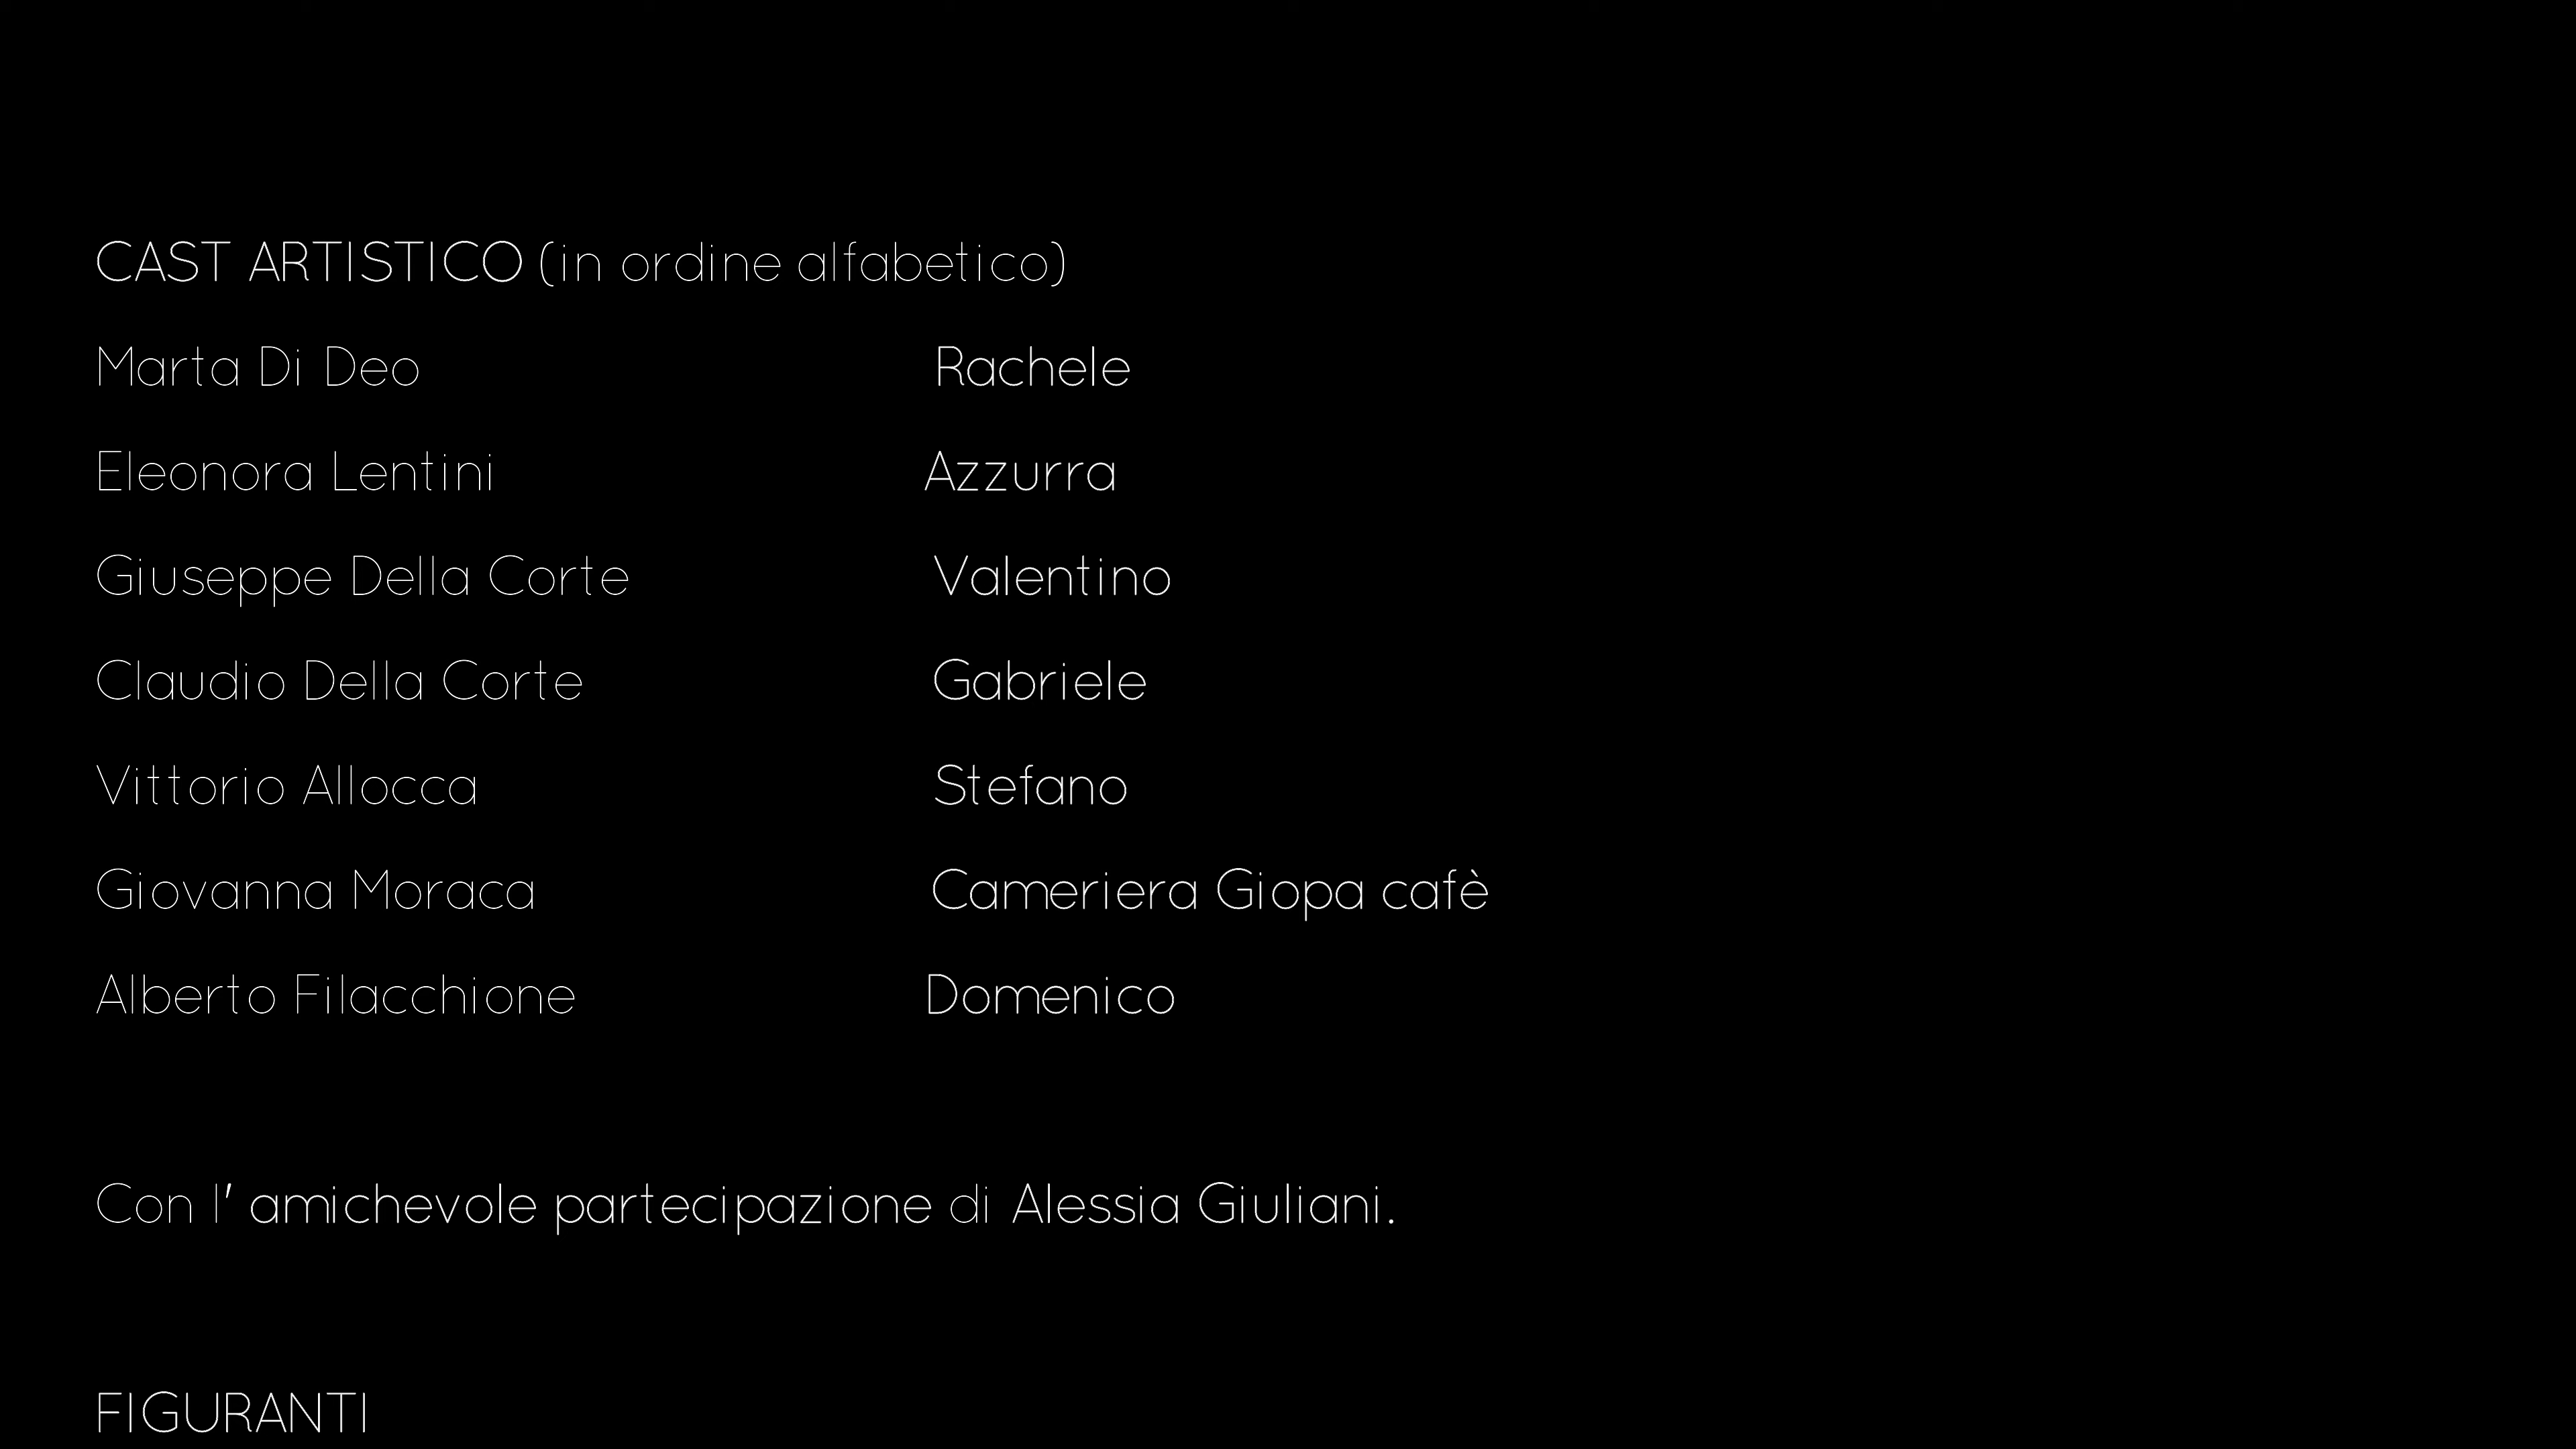 CAST ARTISTICO (in ordine alfabetico)
Marta Di Deo Rachele
Eleonora Lentini Azzurra
Giuseppe Della Corte Valentino
Claudio Della Corte Gabriele
Vittorio Allocca Stefano
Giovanna Moraca Cameriera Giopa cafè
Alberto Filacchione Domenico
Con l' amichevole partecipazione di Alessia Giuliani.
FIGURANTI